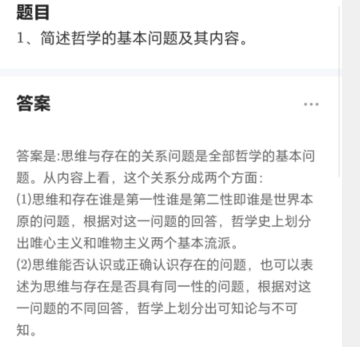 题目
1、简述哲学的基本问题及其内容。
答案
答案是:思维与存在的关系问题是全部哲学的基本问
题。从内容上看，这个关系分成两个方面：
(1)思维和存在谁是第一性谁是第二性即谁是世界本
原的问题，根据对这一问题的回答，哲学史上划分
出唯心主义和唯物主义两个基本流派。
(2)思维能否认识或正确认识存在的问题，也可以表
述为思维与存在是否具有同一性的问题，根据对这
一问题的不同回答，哲学上划分出可知论与不可
知。